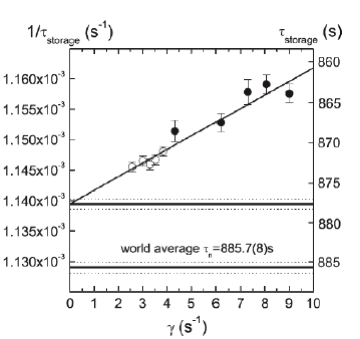 1/τstorage (s⁻¹) τstorage (s)
1.160x10⁻³ 860
1.155x10⁻³ 865
1.150x10⁻³ 870
1.145x10⁻³
1.140x10⁻³ 877
1.135x10⁻³ 880
world average τn=885.7(8)s
1.130x10⁻³ 885
0 1 2 3 4 5 6 7 8 9 10
γ (s⁻¹)